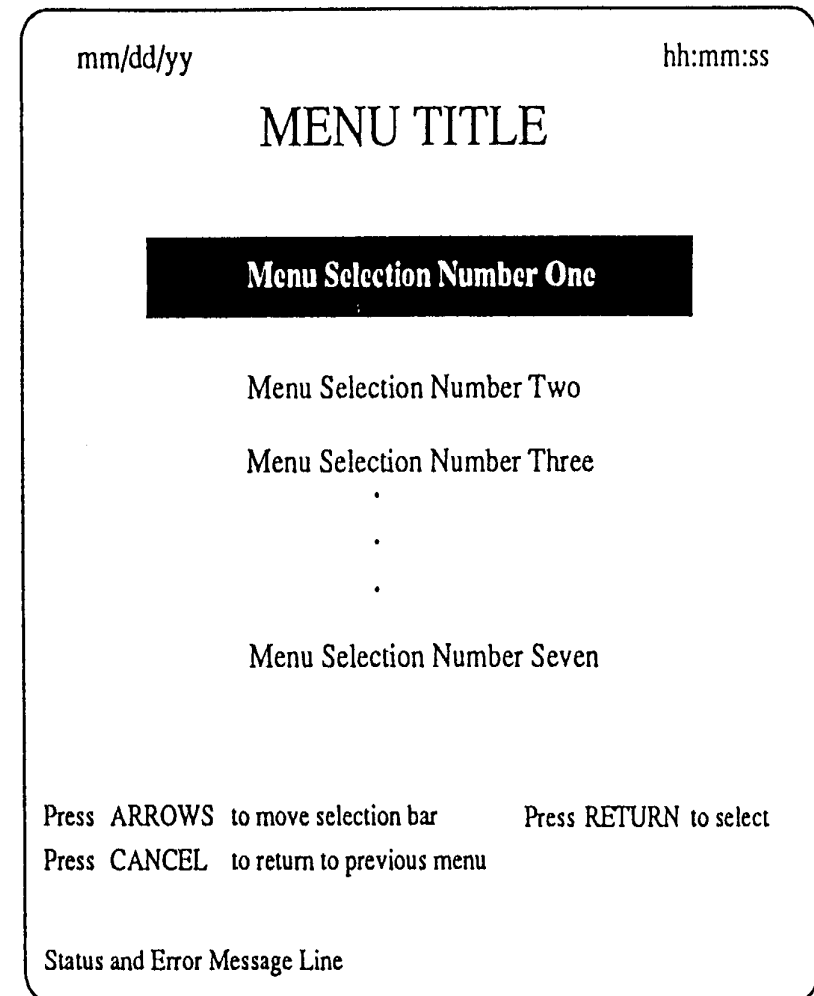 mm/dd/yy hh:mm:ss
MENU TITLE
Menu Selection Number One
Menu Selection Number Two
Menu Selection Number Three
.
.
.
Menu Selection Number Seven
Press ARROWS to move selection bar Press RETURN to select
Press CANCEL to return to previous menu
Status and Error Message Line